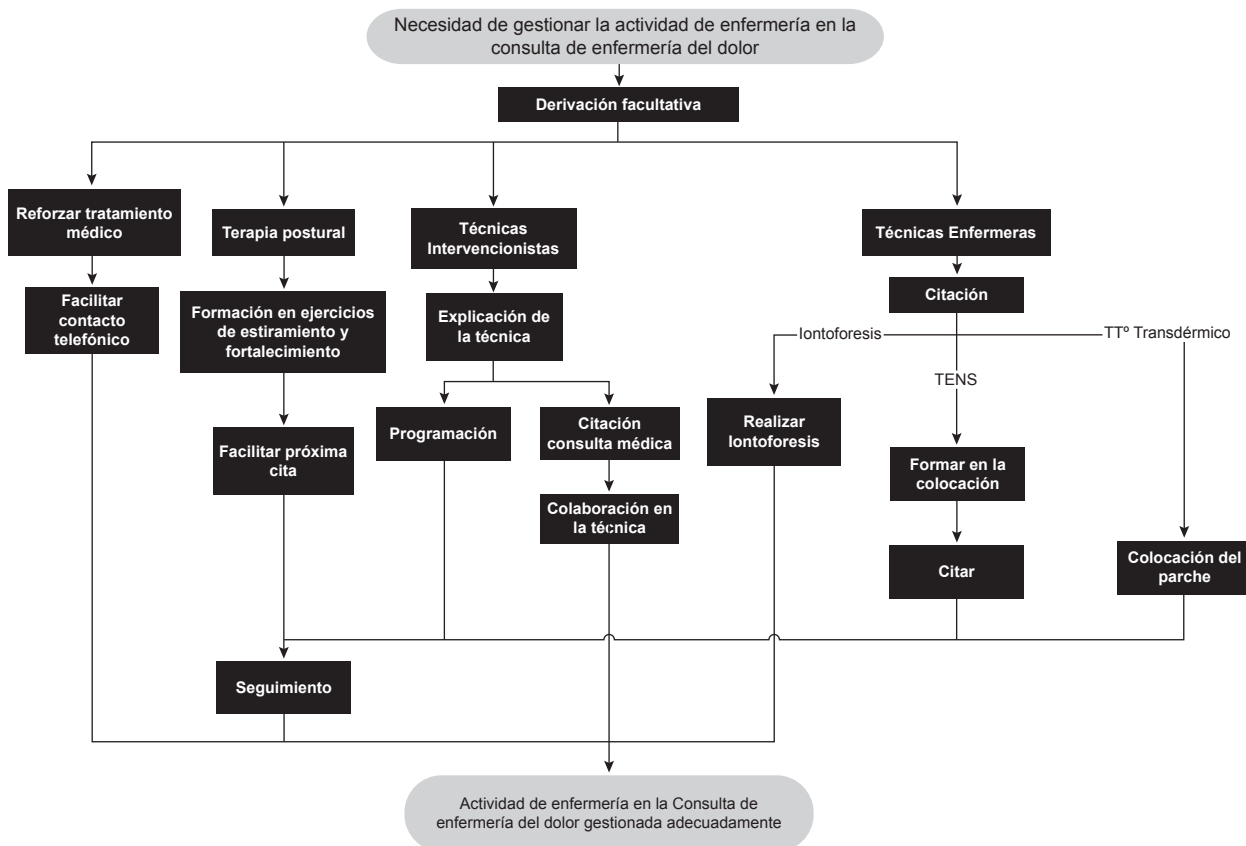 Necesidad de gestionar la actividad de enfermería en la
consulta de enfermería del dolor
Derivación facultativa
Reforzar tratamiento
médico
Terapia postural
Técnicas
Intervencionistas
Técnicas Enfermeras
Facilitar
contacto
telefónico
Formación en ejercicios
de estiramiento y
fortalecimiento
Explicación de
la técnica
Citación
Iontoforesis
TTº Transdérmico
TENS
Programación
Citación
consulta médica
Realizar
Iontoforesis
Facilitar próxima
cita
Formar en la
colocación
Colaboración en
la técnica
Citar
Colocación del
parche
Seguimiento
Actividad de enfermería en la Consulta de
enfermería del dolor gestionada adecuadamente